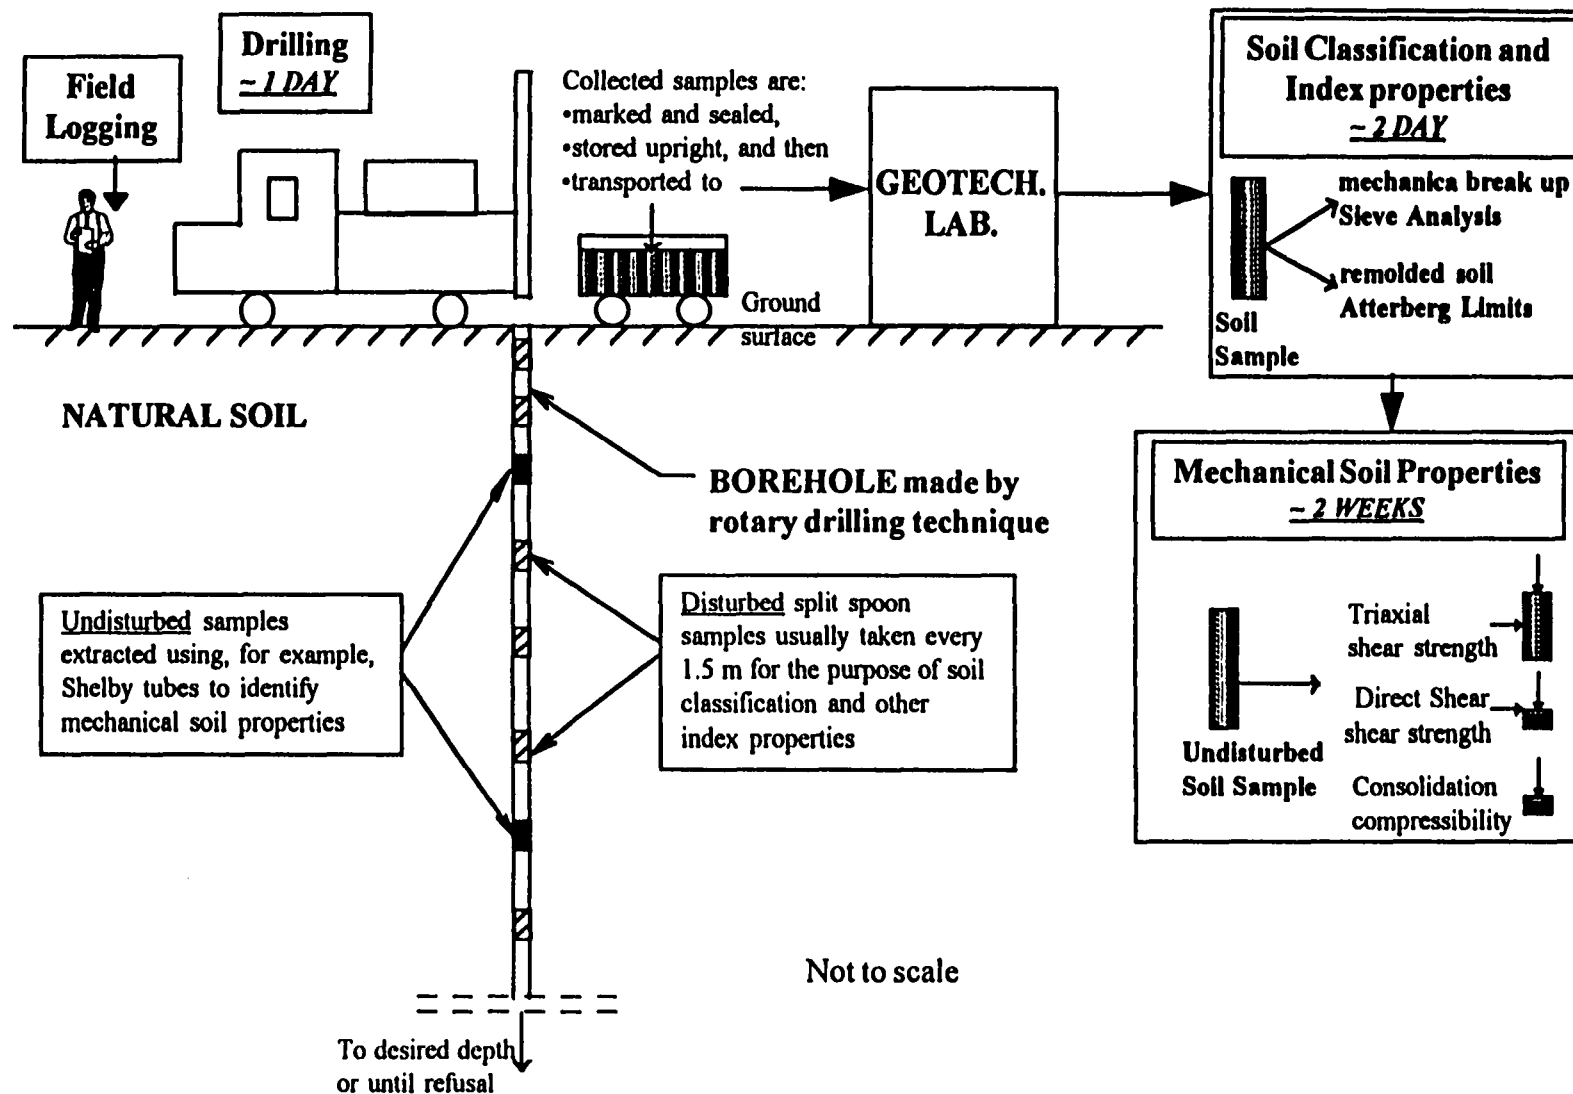 Drilling
~ 1 DAY
Field
Logging
Collected samples are:
•marked and sealed,
•stored upright, and then
•transported to
GEOTECH.
LAB.
Ground
surface
Soil Classification and
Index properties
~ 2 DAY
mechanica break up
Sieve Analysis
remolded soil
Atterberg Limits
Soil
Sample
NATURAL SOIL
BOREHOLE made by
rotary drilling technique
Undisturbed samples
extracted using, for example,
Shelby tubes to identify
mechanical soil properties
Disturbed split spoon
samples usually taken every
1.5 m for the purpose of soil
classification and other
index properties
Mechanical Soil Properties
~ 2 WEEKS
Triaxial
shear strength
Direct Shear
shear strength
Undisturbed
Soil Sample
Consolidation
compressibility
Not to scale
To desired depth
or until refusal